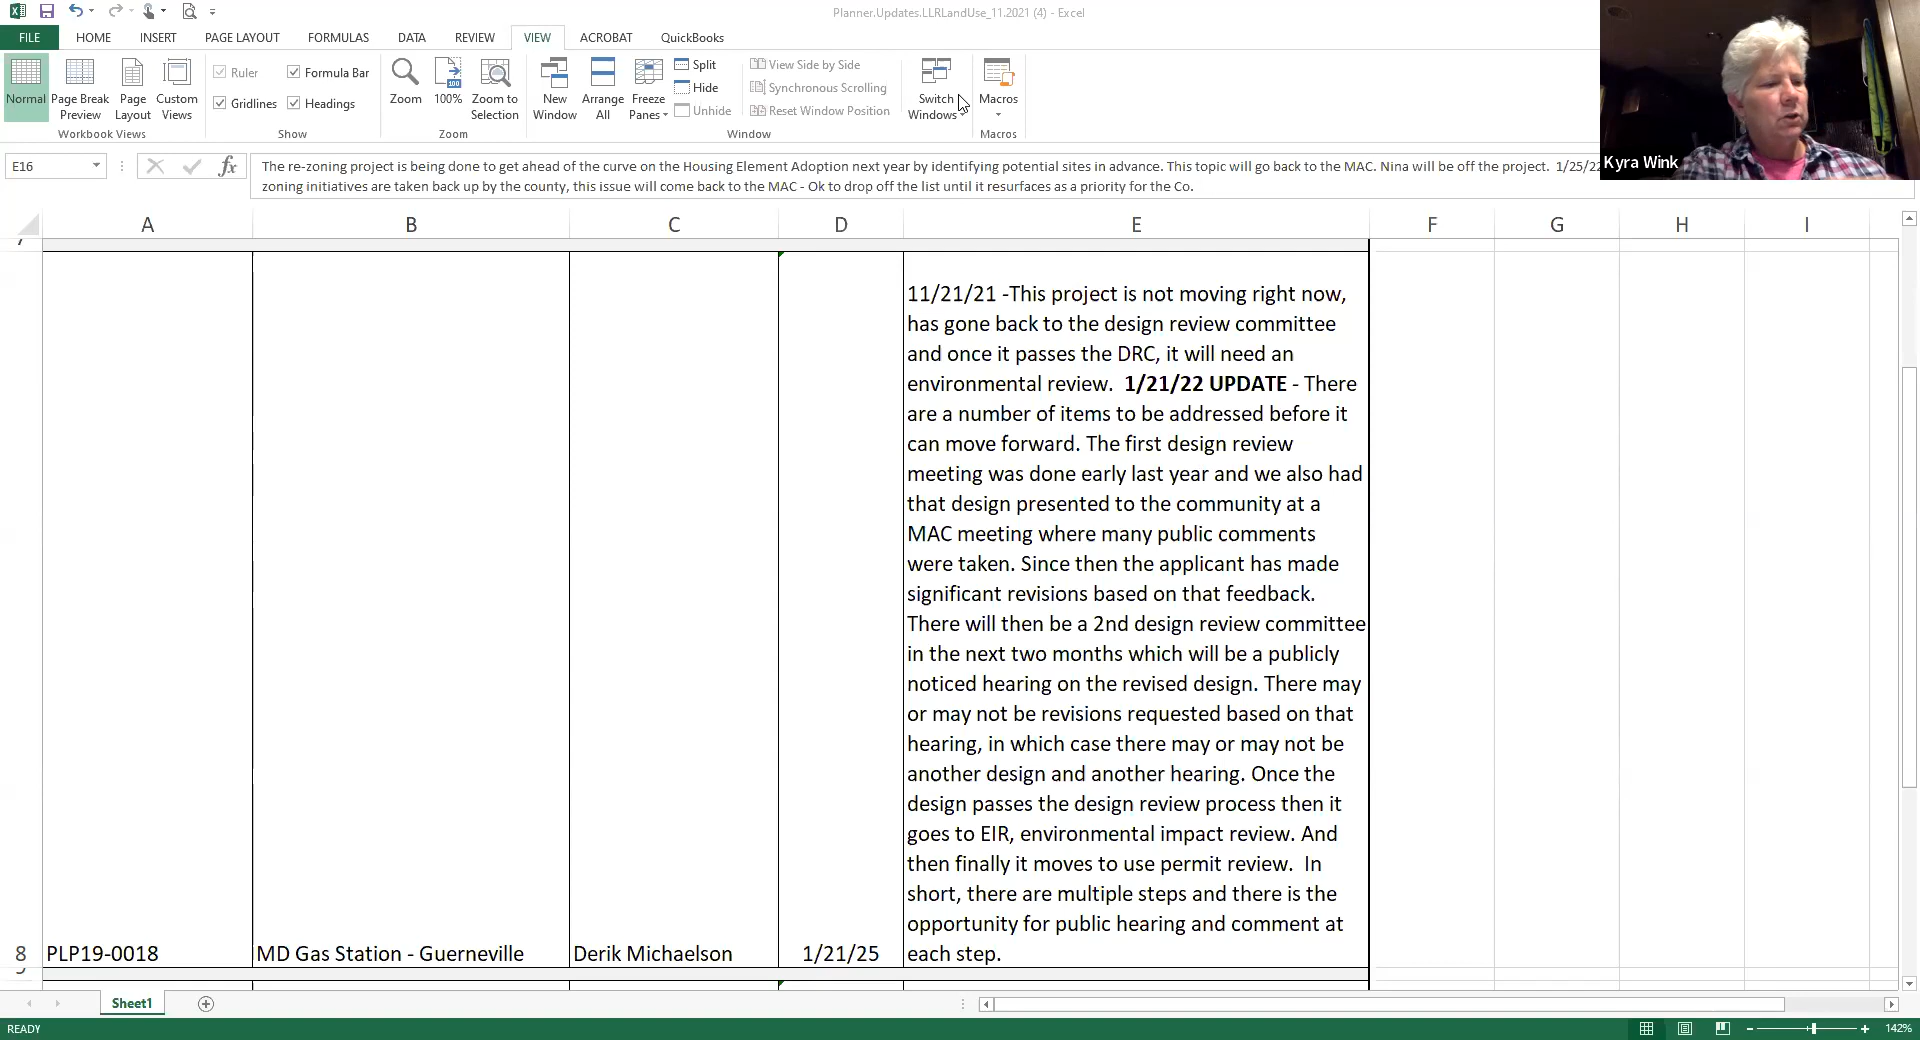 Planner.Updates.LLRLandUse_11.2021 (4) - Excel
FILE HOME INSERT PAGE LAYOUT FORMULAS DATA REVIEW VIEW ACROBAT QuickBooks
Normal
Page Break Preview
Page Layout
Custom Views
Workbook Views
Ruler
Formula Bar
Gridlines
Headings
Show
Zoom
100
100%
Zoom to Selection
Zoom
New Window
Arrange All
Freeze Panes
Split
Hide
Unhide
View Side by Side
Synchronous Scrolling
Reset Window Position
Switch Windows
Window
Macros
Macros
Kyra Wink
E16
fx
The re-zoning project is being done to get ahead of the curve on the Housing Element Adoption next year by identifying potential sites in advance. This topic will go back to the MAC. Nina will be off the project. 1/25/22
zoning initiatives are taken back up by the county, this issue will come back to the MAC - Ok to drop off the list until it resurfaces as a priority for the Co.
A B C D E F G H I
11/21/21 -This project is not moving right now,
has gone back to the design review committee
and once it passes the DRC, it will need an
environmental review. 1/21/22 UPDATE - There
are a number of items to be addressed before it
can move forward. The first design review
meeting was done early last year and we also had
that design presented to the community at a
MAC meeting where many public comments
were taken. Since then the applicant has made
significant revisions based on that feedback.
There will then be a 2nd design review committee
in the next two months which will be a publicly
noticed hearing on the revised design. There may
or may not be revisions requested based on that
hearing, in which case there may or may not be
another design and another hearing. Once the
design passes the design review process then it
goes to EIR, environmental impact review. And
then finally it moves to use permit review. In
short, there are multiple steps and there is the
opportunity for public hearing and comment at
each step.
8 PLP19-0018 MD Gas Station - Guerneville Derik Michaelson 1/21/25
Sheet1
READY
142%